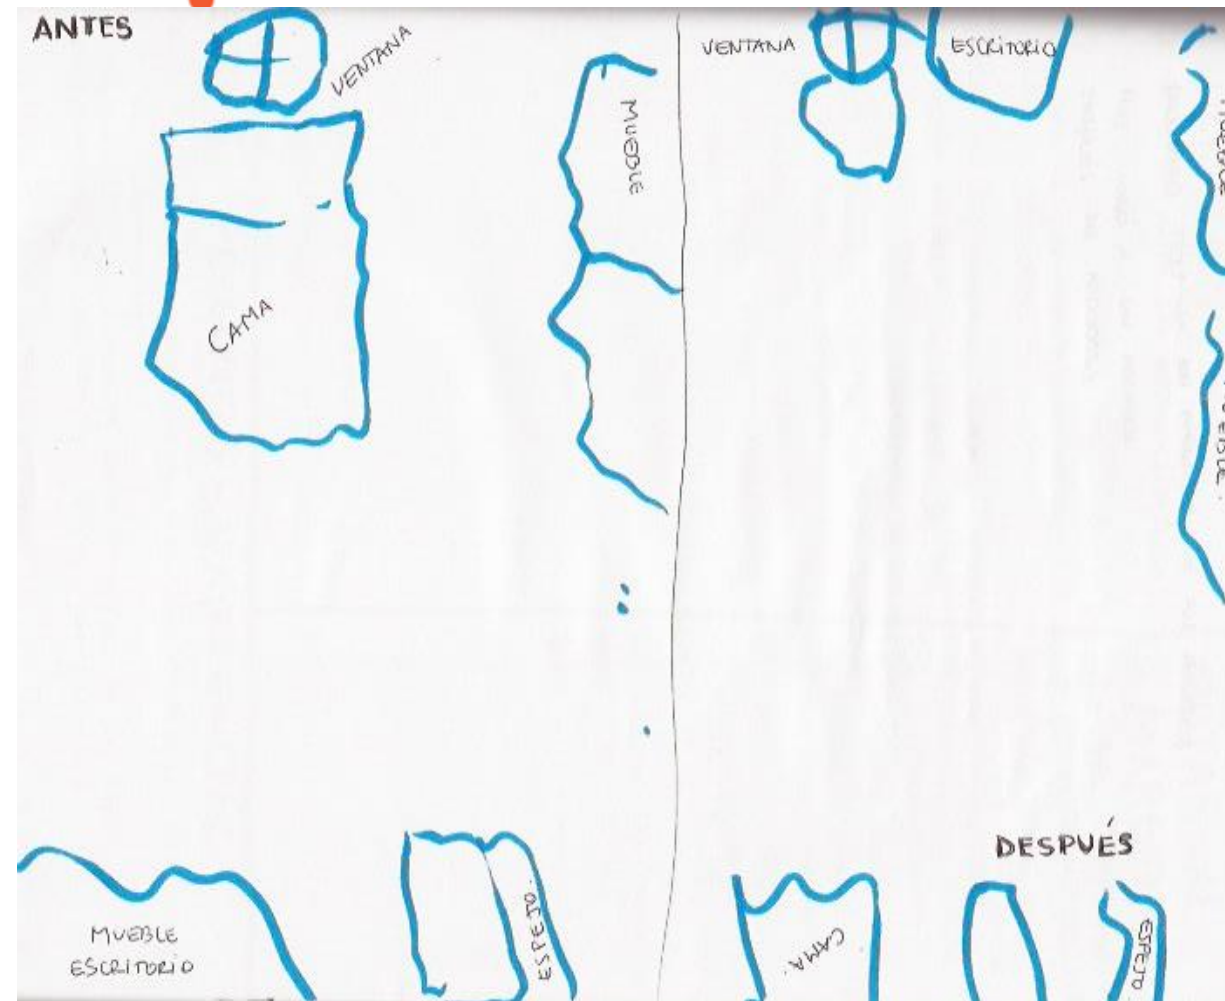 ANTES
VENTANA
MUEBLE
CAMA
MUEBLE
ESCRITORIO
ESPEJO.
VENTANA
ESCRITORIO
DESPUÉS
CAMA.
ESPEJO